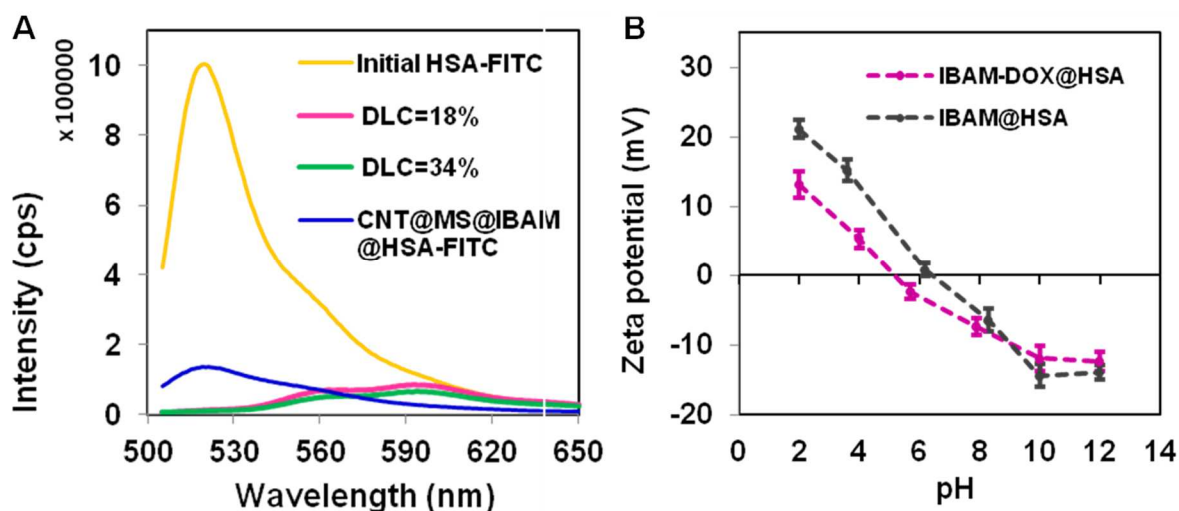 A
x 100000
Intensity (cps)
10
8
6
4
2
0
500 530 560 590 620 650
Wavelength (nm)
Initial HSA-FITC
DLC=18%
DLC=34%
CNT@MS@IBAM
@HSA-FITC
B
Zeta potential (mV)
30
20
10
0
-10
-20
0 2 4 6 8 10 12 14
pH
IBAM-DOX@HSA
IBAM@HSA